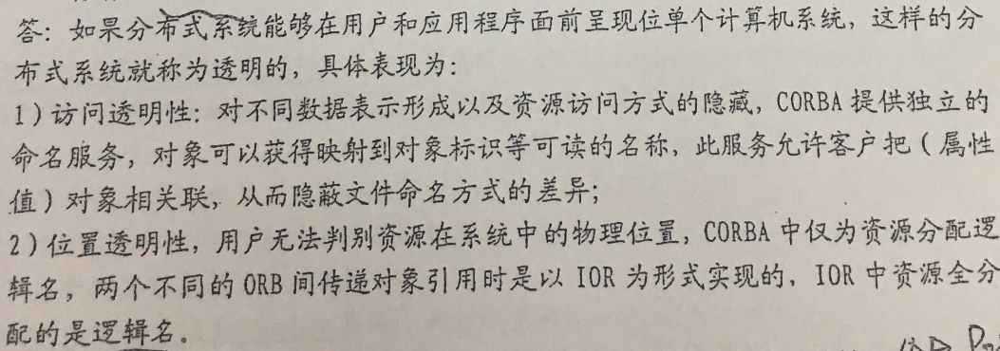 答：如果分布式系统能够在用户和应用程序面前呈现位单个计算机系统，这样的分
布式系统就称为透明的，具体表现为：
1）访问透明性：对不同数据表示形成以及资源访问方式的隐藏，CORBA 提供独立的
命名服务，对象可以获得映射到对象标识等可读的名称，此服务允许客户把（属性
值）对象相关联，从而隐蔽文件命名方式的差异；
2）位置透明性，用户无法判别资源在系统中的物理位置，CORBA 中仅为资源分配逻
辑名，两个不同的 ORB 间传递对象引用时是以 IOR 为形式实现的，IOR 中资源全分
配的是逻辑名。